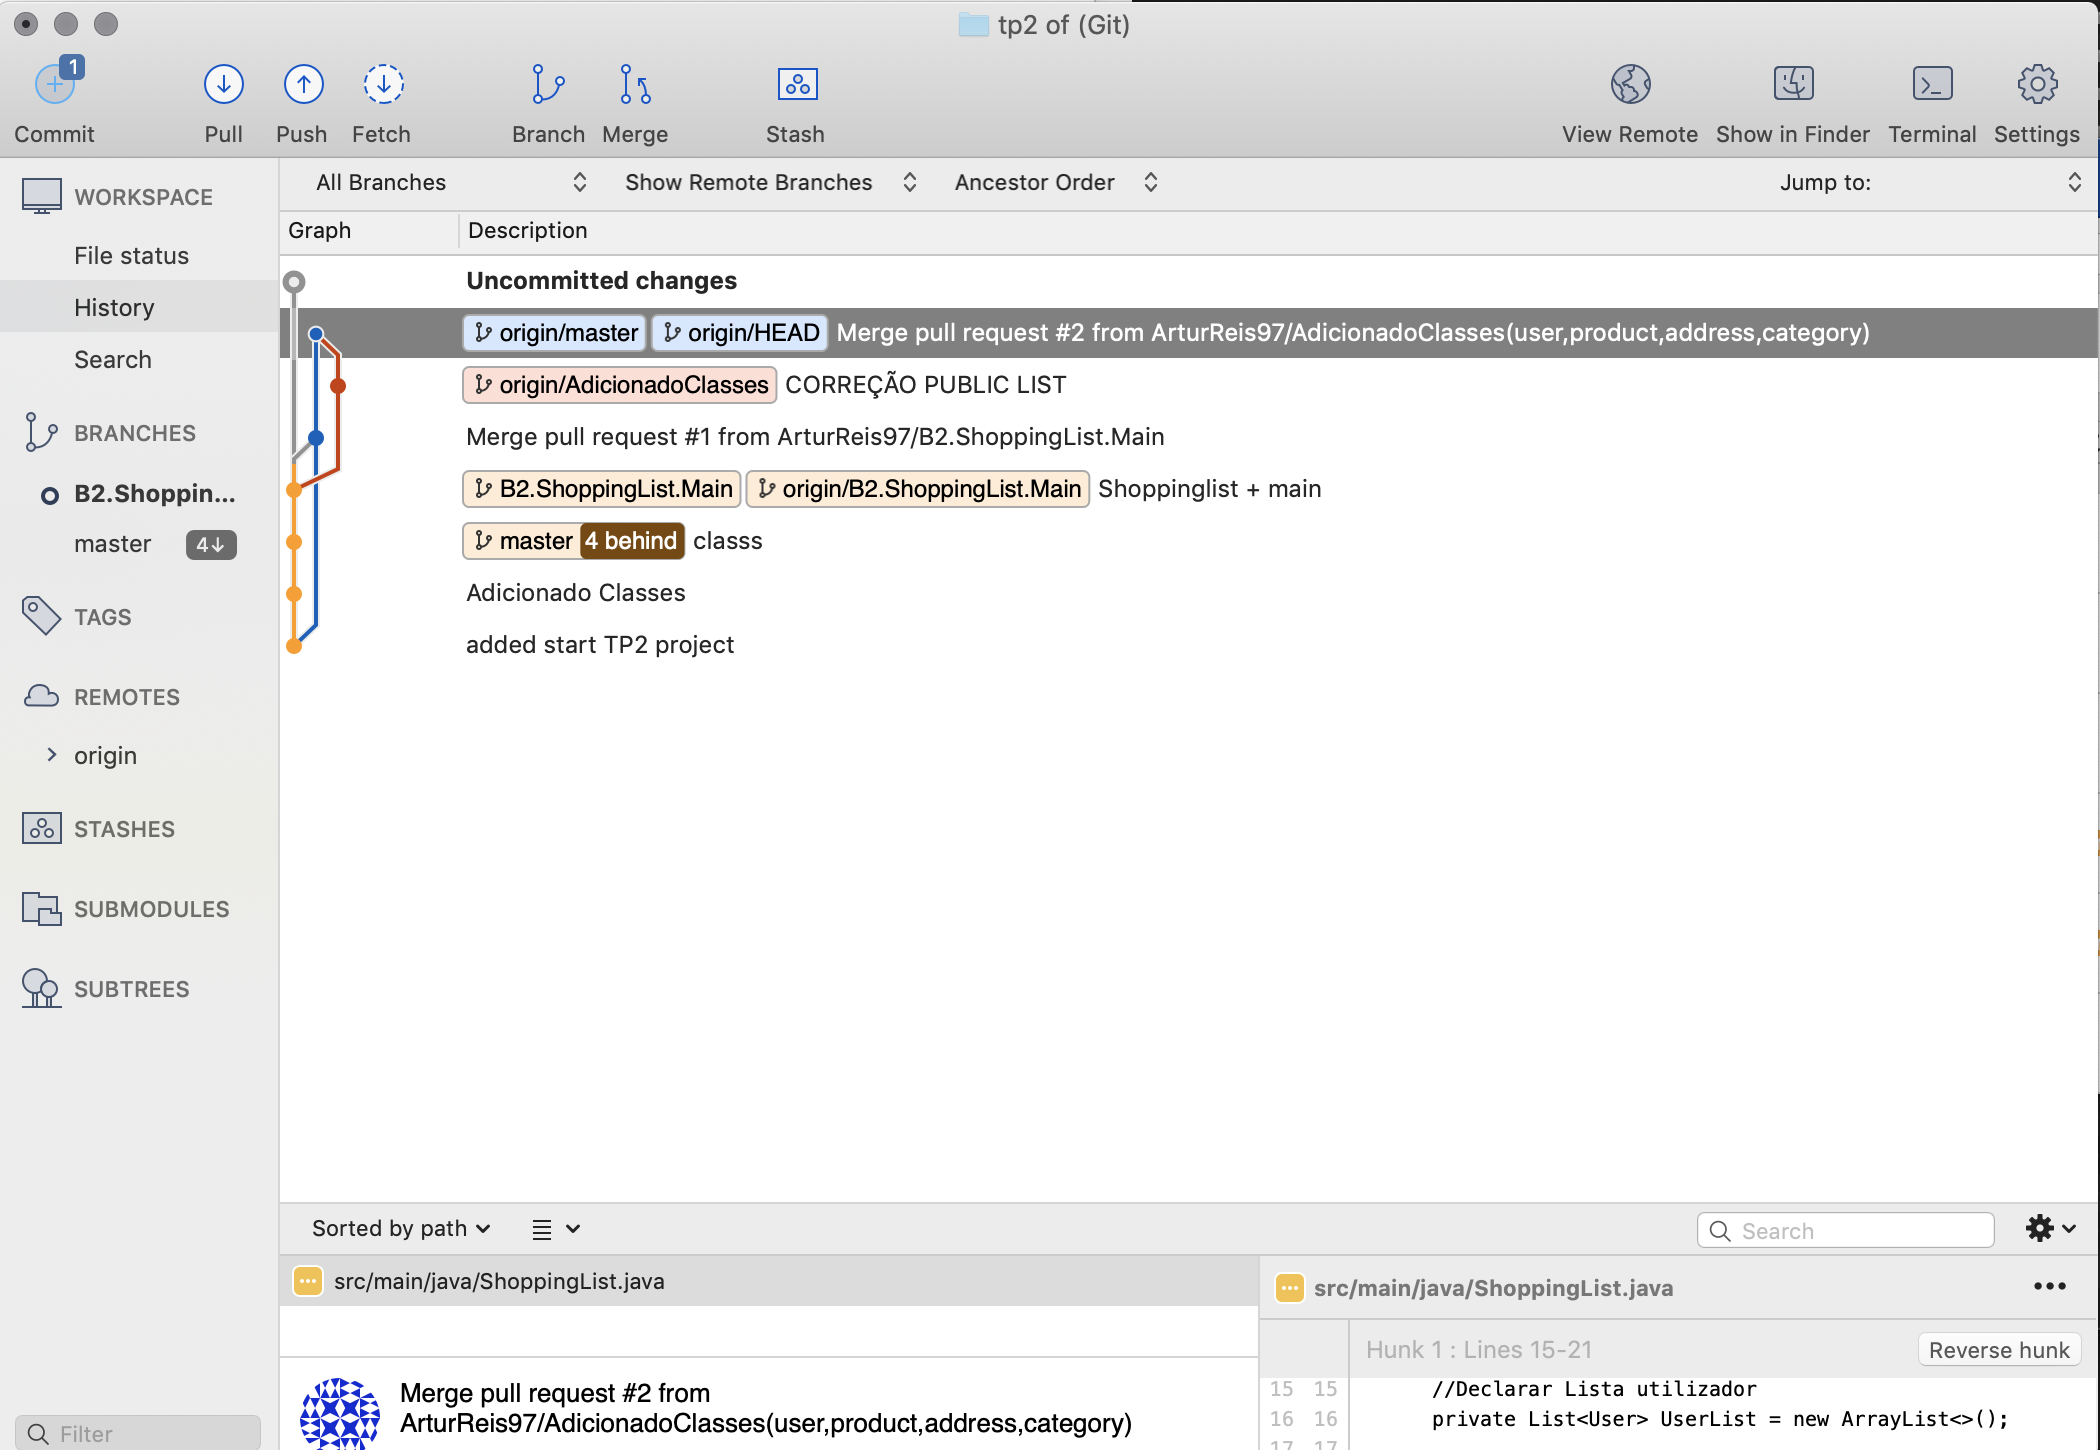 tp2 of (Git)
1
Commit
Pull
Push
Fetch
Branch
Merge
Stash
View Remote
Show in Finder
Terminal
Settings
WORKSPACE
File status
History
Search
BRANCHES
B2.Shoppin...
master 4↓
TAGS
REMOTES
origin
STASHES
SUBMODULES
SUBTREES
Filter
All Branches
Show Remote Branches
Ancestor Order
Jump to:
Graph
Description
Uncommitted changes
origin/master origin/HEAD Merge pull request #2 from ArturReis97/AdicionadoClasses(user,product,address,category)
origin/AdicionadoClasses CORREÇÃO PUBLIC LIST
Merge pull request #1 from ArturReis97/B2.ShoppingList.Main
B2.ShoppingList.Main origin/B2.ShoppingList.Main Shoppinglist + main
master 4 behind classs
Adicionado Classes
added start TP2 project
Sorted by path
Search
src/main/java/ShoppingList.java
Merge pull request #2 from
ArturReis97/AdicionadoClasses(user,product,address,category)
src/main/java/ShoppingList.java
Hunk 1 : Lines 15-21
Reverse hunk
15 15 //Declarar Lista utilizador
16 16 private List<User> UserList = new ArrayList<>();
17 17